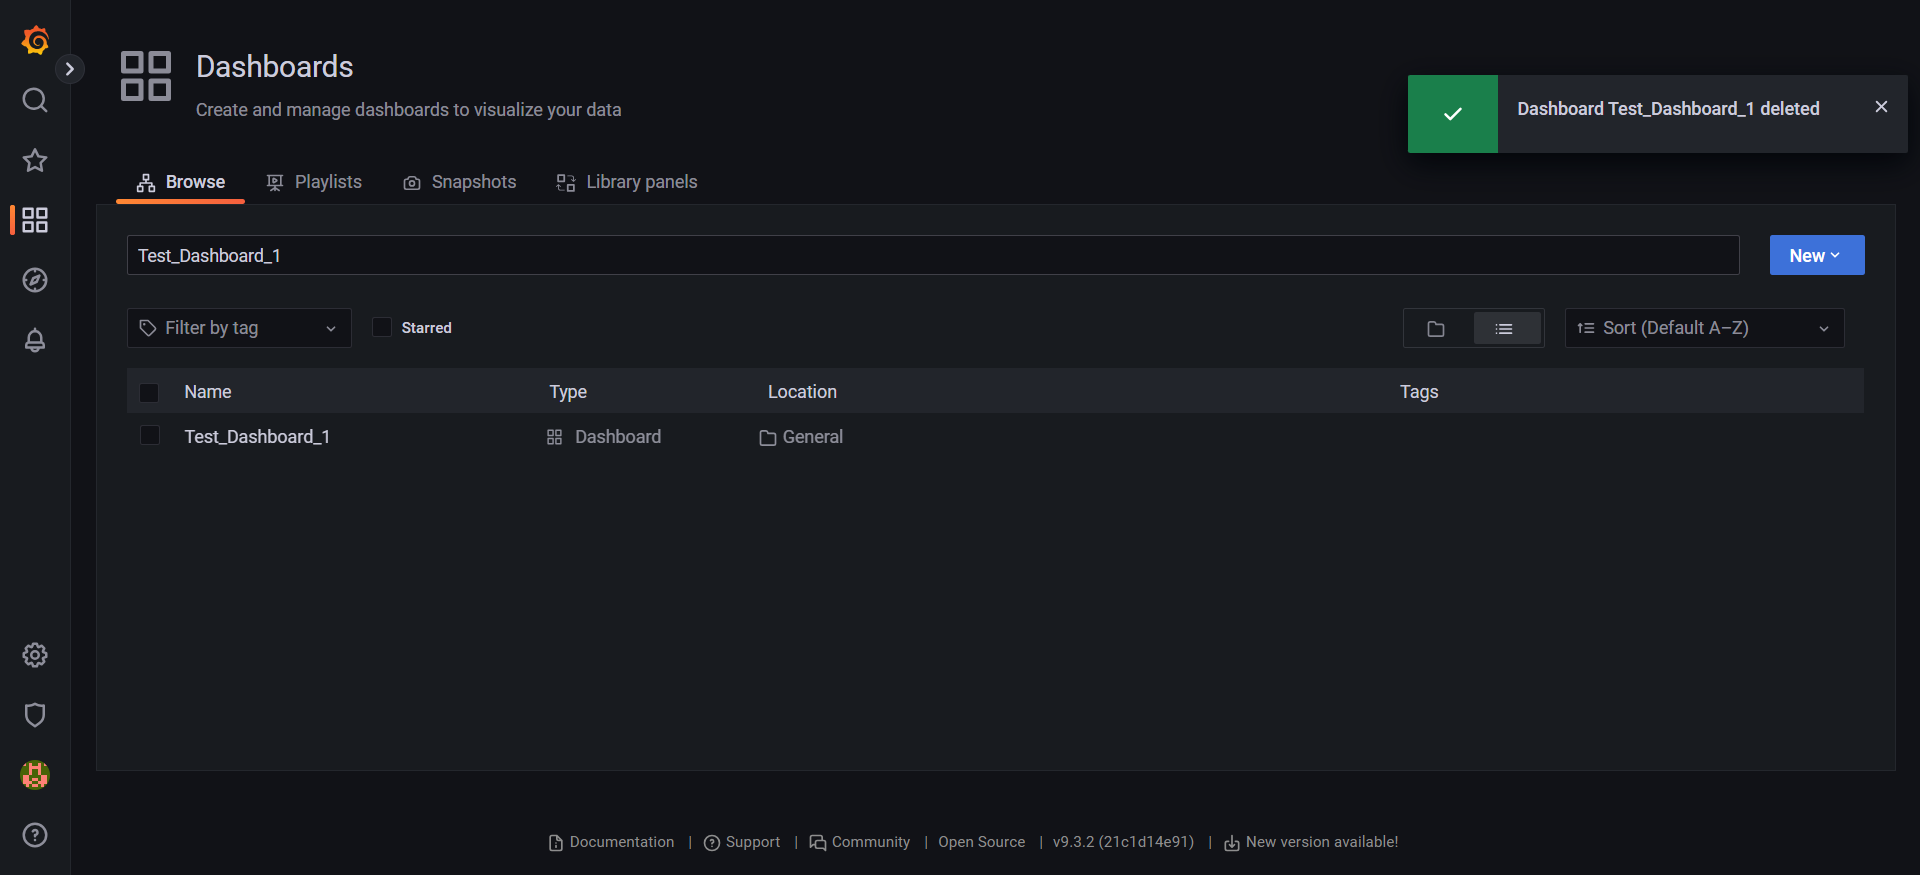 Dashboards
Create and manage dashboards to visualize your data
Dashboard Test_Dashboard_1 deleted
Browse Playlists Snapshots Library panels
Test_Dashboard_1 New
Filter by tag Starred Sort (Default A–Z)
Name Type Location Tags
Test_Dashboard_1 Dashboard General
Documentation | Support | Community | Open Source | v9.3.2 (21c1d14e91) | New version available!